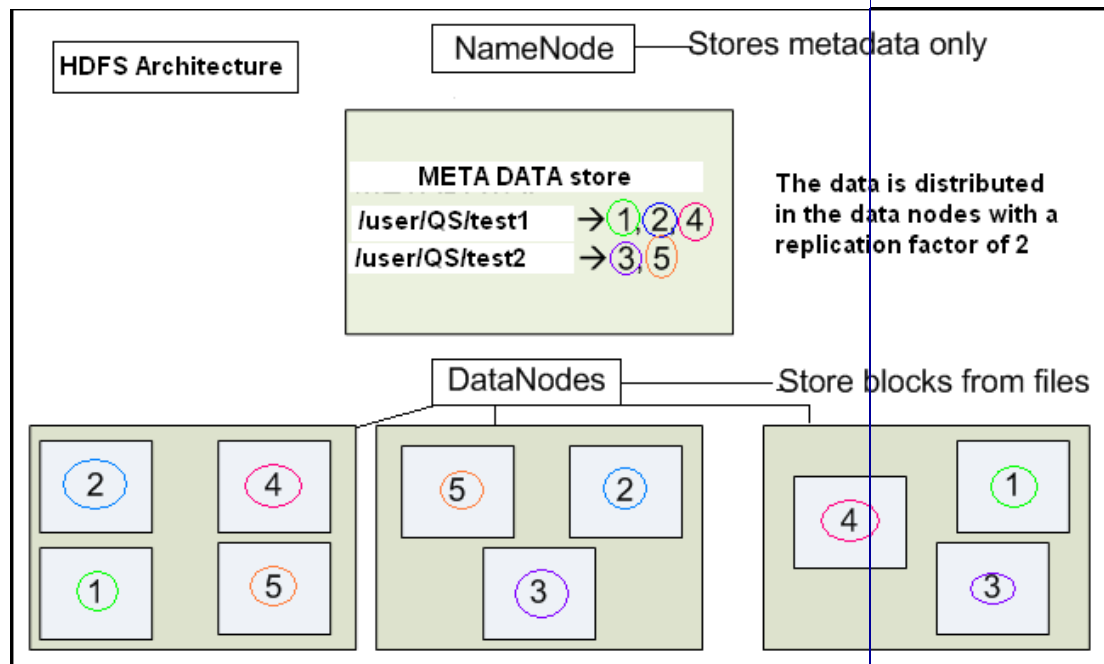 HDFS Architecture
NameNode
Stores metadata only
META DATA store
/user/QS/test1 → 1, 2, 4
/user/QS/test2 → 3, 5
The data is distributed
in the data nodes with a
replication factor of 2
DataNodes
Store blocks from files
2 4
1 5
5 2
3
4 1
3